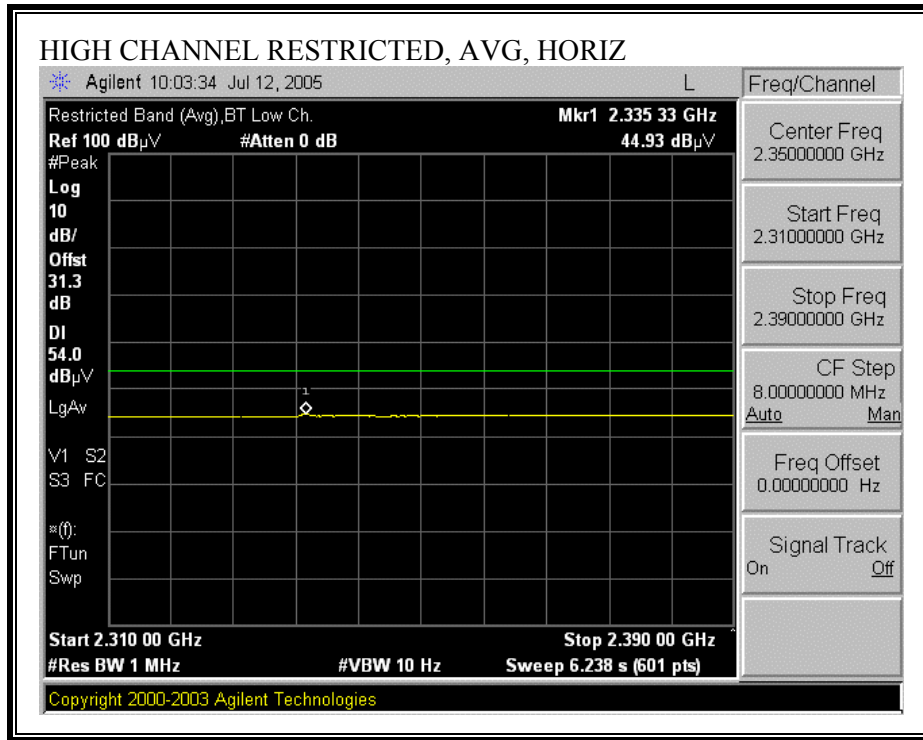 HIGH CHANNEL RESTRICTED, AVG, HORIZ
Agilent 10:03:34 Jul 12, 2005 L
Freq/Channel
Restricted Band (Avg),BT Low Ch. Mkr1 2.335 33 GHz
Ref 100 dBµV #Atten 0 dB 44.93 dBµV
#Peak
Log
10
dB/
Offst
31.3
dB
DI
54.0
dBµV
LgAv
V1 S2
S3 FC
¤(f):
FTun
Swp
1
Start 2.310 00 GHz Stop 2.390 00 GHz ^
#Res BW 1 MHz #VBW 10 Hz Sweep 6.238 s (601 pts)
Copyright 2000-2003 Agilent Technologies
Center Freq
2.35000000 GHz
Start Freq
2.31000000 GHz
Stop Freq
2.39000000 GHz
CF Step
8.00000000 MHz
Auto Man
Freq Offset
0.00000000 Hz
Signal Track
On Off